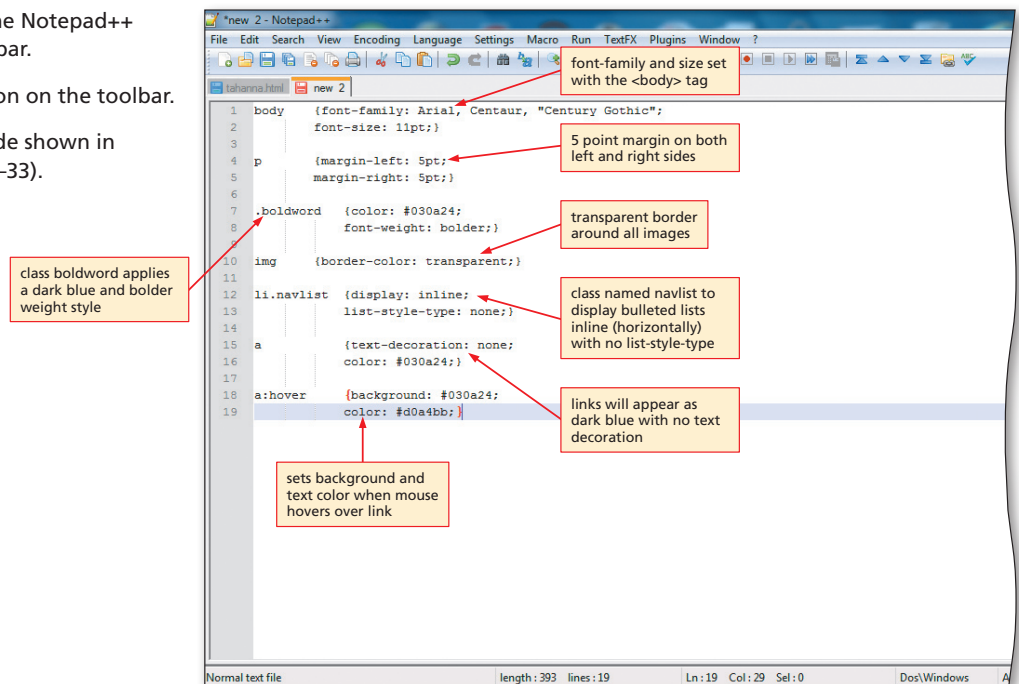 ne Notepad++
bar.
on on the toolbar.
de shown in
–33).
*new 2 - Notepad++
File Edit Search View Encoding Language Settings Macro Run TextFX Plugins Window ?
tahanna.html new 2
font-family and size set
with the <body> tag
1 body {font-family: Arial, Centaur, "Century Gothic";
2 font-size: 11pt;}
3
4 p {margin-left: 5pt;
5 margin-right: 5pt;}
6
7 .boldword {color: #030a24;
8 font-weight: bolder;}
9
10 img {border-color: transparent;}
11
12 li.navlist {display: inline;
13 list-style-type: none;}
14
15 a {text-decoration: none;
16 color: #030a24;}
17
18 a:hover {background: #030a24;
19 color: #d0a4bb;}
5 point margin on both
left and right sides
transparent border
around all images
class boldword applies
a dark blue and bolder
weight style
class named navlist to
display bulleted lists
inline (horizontally)
with no list-style-type
links will appear as
dark blue with no text
decoration
sets background and
text color when mouse
hovers over link
Normal text file length : 393 lines : 19 Ln : 19 Col : 29 Sel : 0 Dos\Windows A